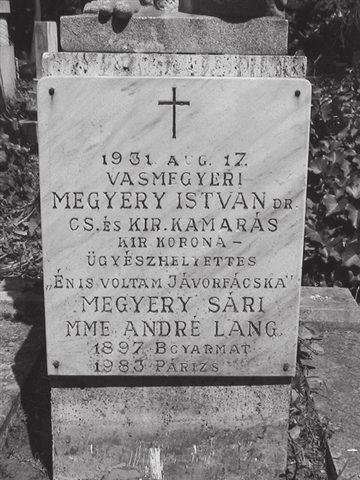 1931. AUG. 17.
VASMEGYERI
MEGYERY ISTVÁN DR.
CS. ÉS KIR. KAMARÁS
KIR. KORONA-
ÜGYÉSZHELYETTES
„ÉN IS VOLTAM JÁVORFÁCSKA"
MEGYERY SÁRI
MME ANDRÉ LANG
1897 BGYARMAT
1983 PÁRIZS